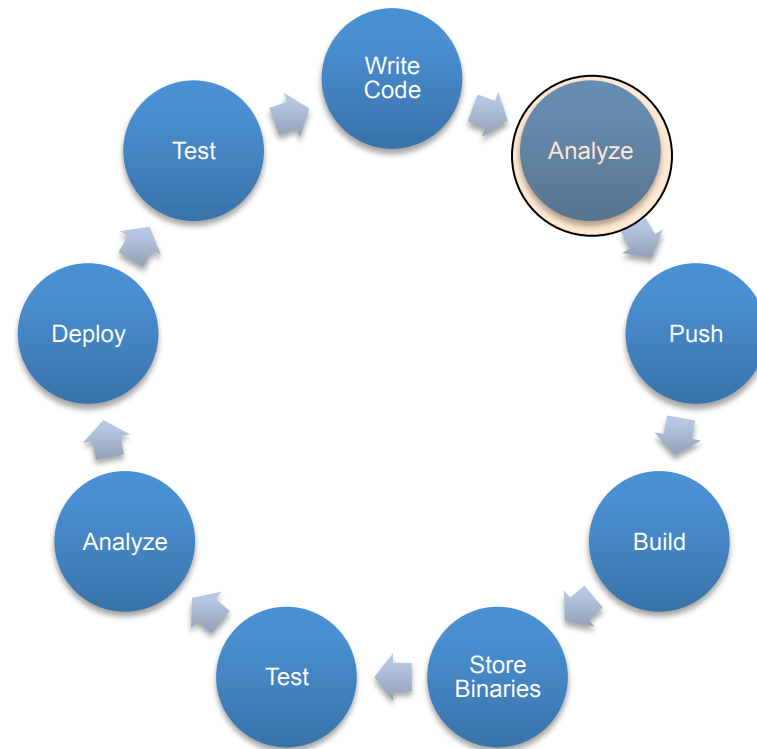 Write
Code
Analyze
Push
Build
Store
Binaries
Test
Analyze
Deploy
Test